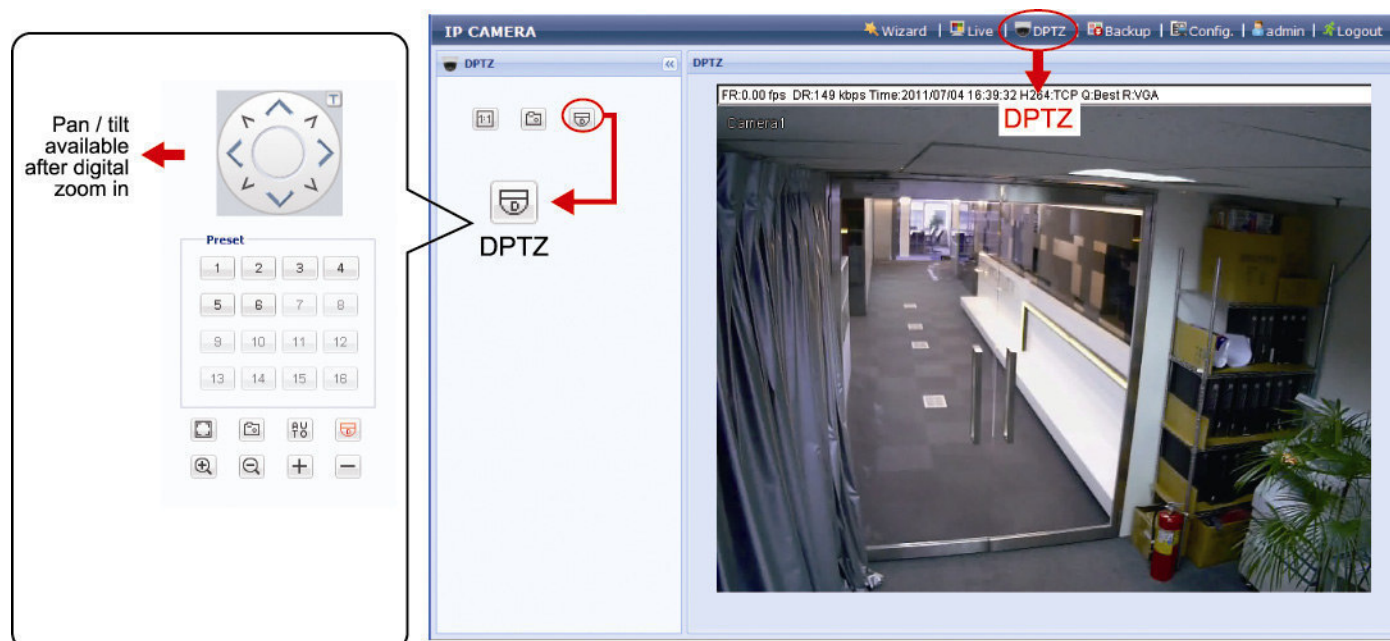 IP CAMERA
Wizard | Live | DPTZ | Backup | Config. | admin | Logout
DPTZ
DPTZ
FR:0.00 fps DR:149 kbps Time:2011/07/04 16:39:32 H264:TCP Q:Best R:VGA
DPTZ
Camera1
1:1
D
D
DPTZ
T
Pan / tilt
available
after digital
zoom in
Preset
1 2 3 4
5 6 7 8
9 10 11 12
13 14 15 16
AUTO
D